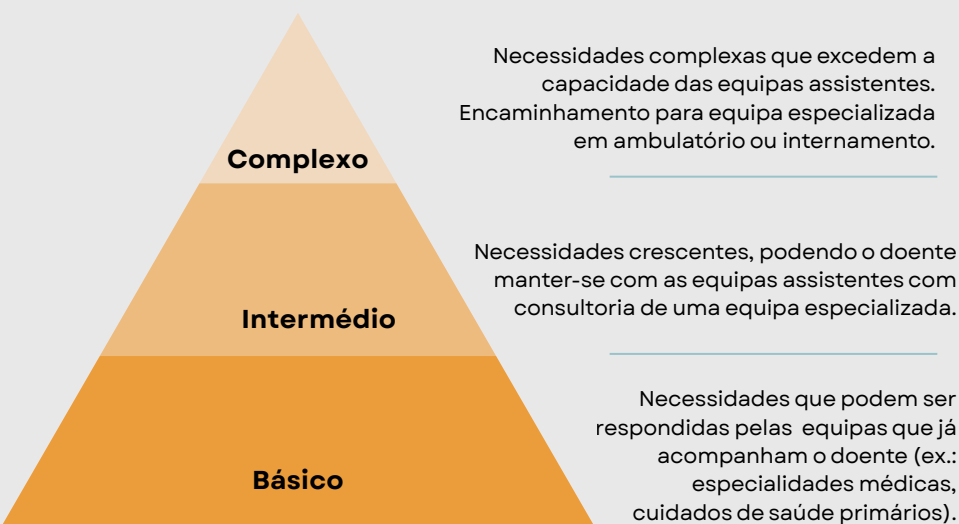 Necessidades complexas que excedem a
capacidade das equipas assistentes.
Encaminhamento para equipa especializada
em ambulatório ou internamento.
Complexo
Necessidades crescentes, podendo o doente
manter-se com as equipas assistentes com
consultoria de uma equipa especializada.
Intermédio
Necessidades que podem ser
respondidas pelas equipas que já
acompanham o doente (ex.:
especialidades médicas,
cuidados de saúde primários).
Básico